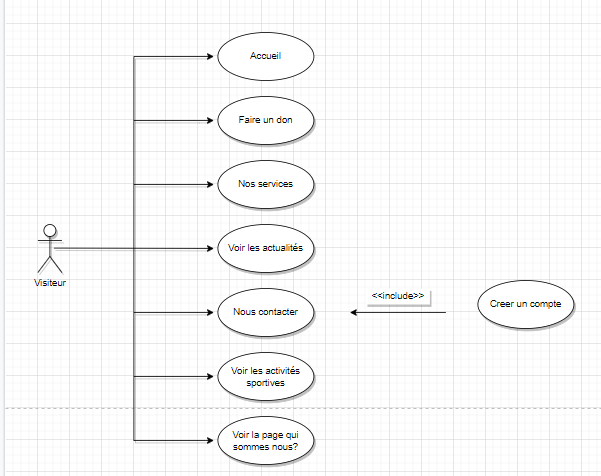 Accueil
Faire un don
Nos services
Voir les actualités
Visiteur
Nous contacter
<<include>>
Creer un compte
Voir les activités
sportives
Voir la page qui
sommes nous?